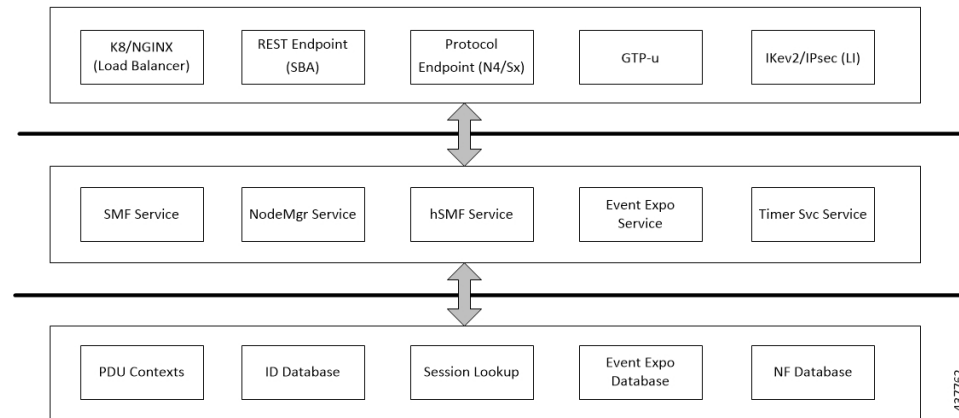 K8/NGINX
(Load Balancer)
REST Endpoint
(SBA)
Protocol
Endpoint (N4/Sx)
GTP-u
IKev2/IPsec (LI)
SMF Service
NodeMgr Service
hSMF Service
Event Expo
Service
Timer Svc Service
PDU Contexts
ID Database
Session Lookup
Event Expo
Database
NF Database
437762